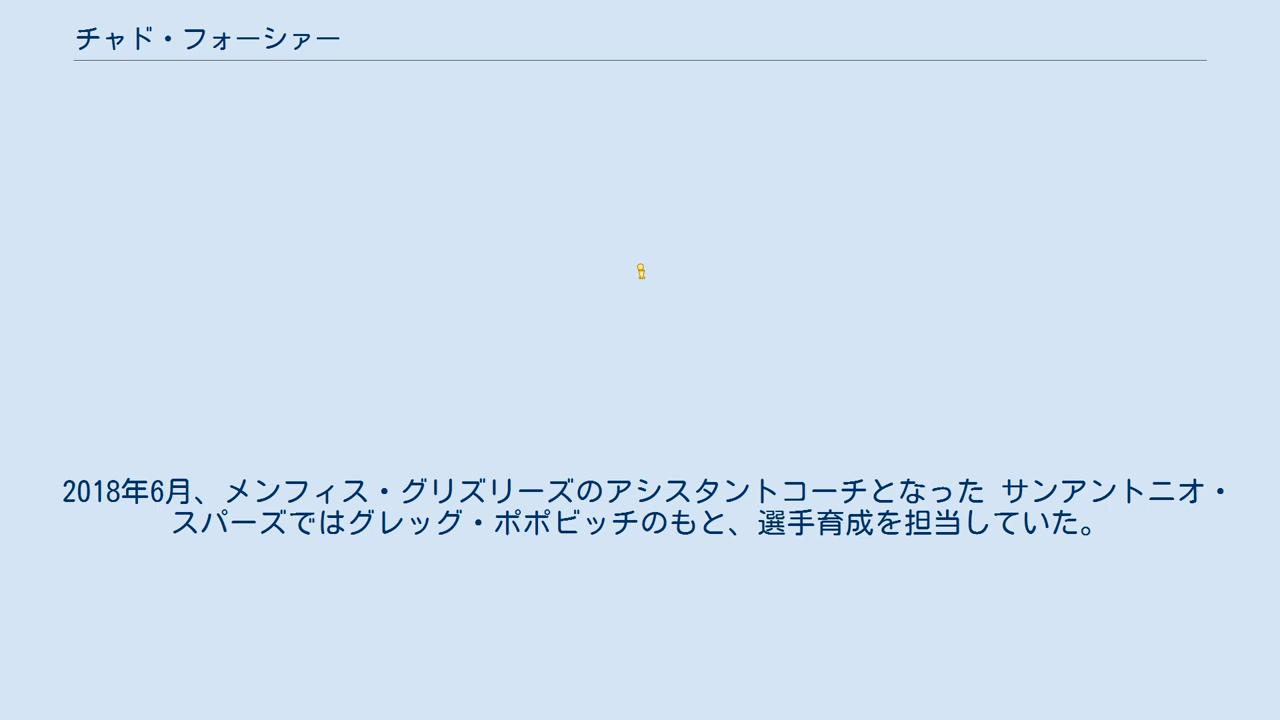 チャド・フォーシァー
2018年6月、メンフィス・グリズリーズのアシスタントコーチとなった サンアントニオ・
スパーズではグレッグ・ポポビッチのもと、選手育成を担当していた。